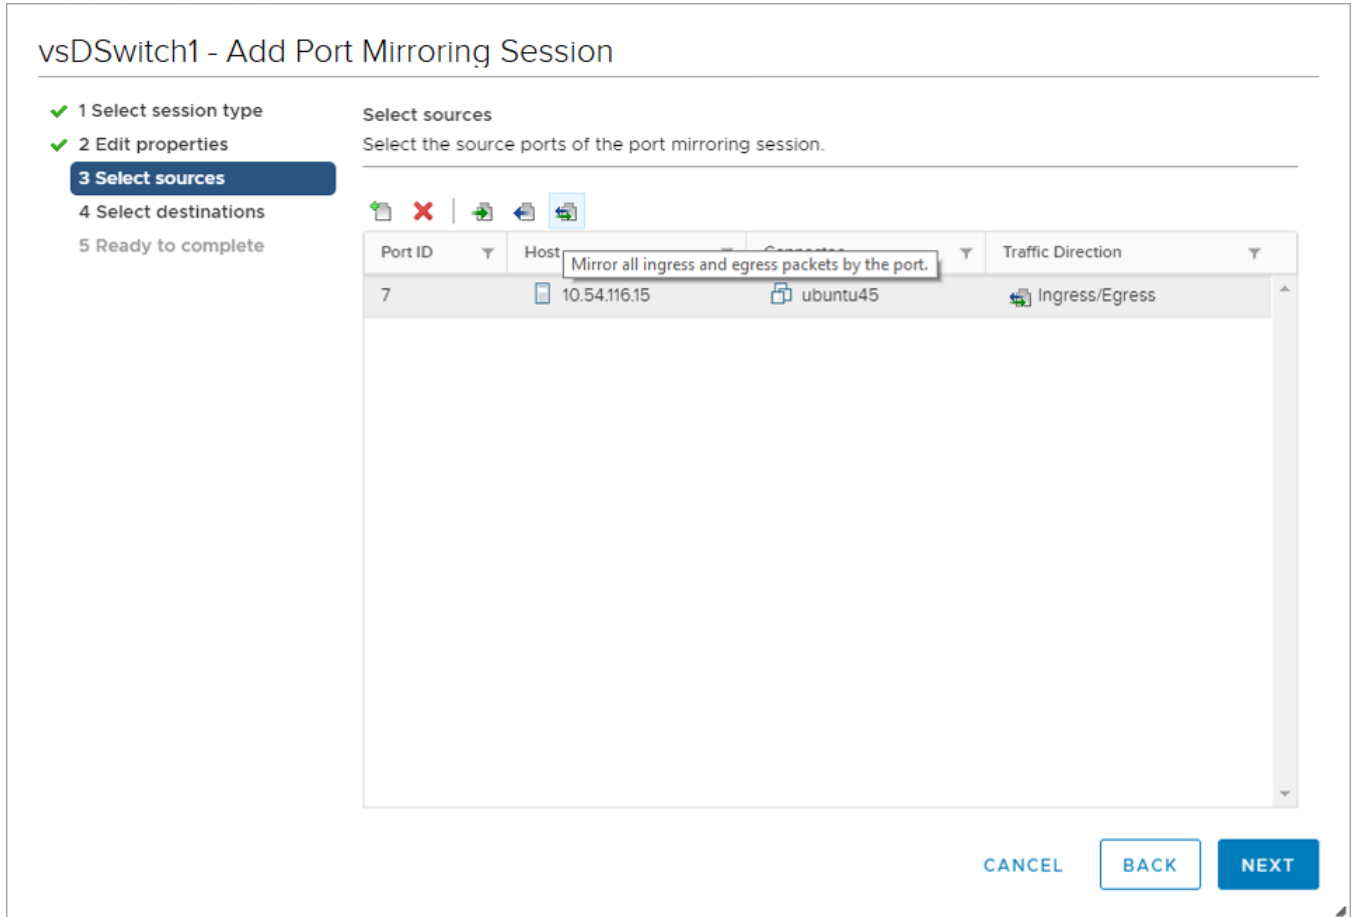 vsDSwitch1 - Add Port Mirroring Session
1 Select session type
2 Edit properties
3 Select sources
4 Select destinations
5 Ready to complete
Select sources
Select the source ports of the port mirroring session.
Port ID Host Traffic Direction
Mirror all ingress and egress packets by the port.
7 10.54.116.15 ubuntu45 Ingress/Egress
CANCEL BACK NEXT